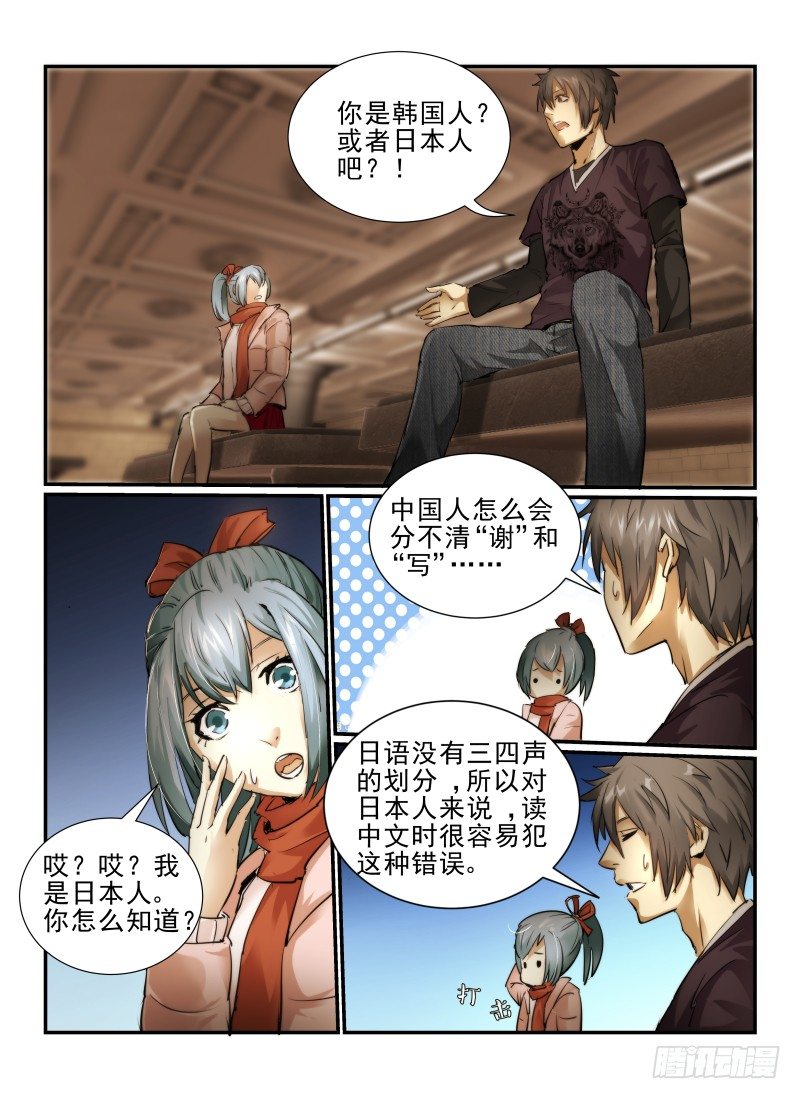 你是韩国人?
或者日本人
吧?!
哎?哎?我
是日本人。
你怎么知道?
中国人怎么会
分不清“谢”和
“写”……
日语没有三四声
的划分,所以对
日本人来说,读
中文时很容易犯
这种错误。
打
击
腾讯动漫